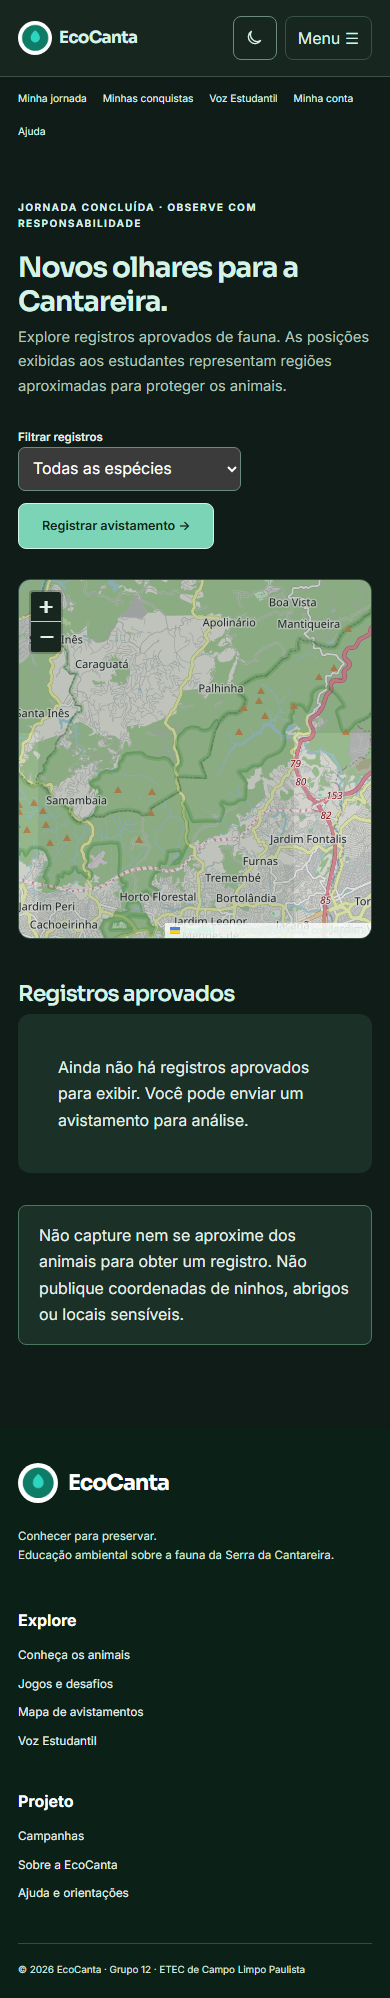 EcoCanta
Menu ☰
Minha jornada Minhas conquistas Voz Estudantil Minha conta
Ajuda
JORNADA CONCLUÍDA · OBSERVE COM
RESPONSABILIDADE
Novos olhares para a
Cantareira.
Explore registros aprovados de fauna. As posições
exibidas aos estudantes representam regiões
aproximadas para proteger os animais.
Filtrar registros
Todas as espécies
Registrar avistamento →
+
−
Boa Vista
Apolinário
Mantiqueira
Inês
Caraguatá
Palhinha
Santa Inês
79
80
153
Samambaia
82
Jardim Fontalis
Furnas
Tremembé
Horto Florestal
Bortolândia
85
Jardim Peri
Tor
Cachoeirinha
Jardim Leonor
Registros aprovados
Ainda não há registros aprovados
para exibir. Você pode enviar um
avistamento para análise.
Não capture nem se aproxime dos
animais para obter um registro. Não
publique coordenadas de ninhos, abrigos
ou locais sensíveis.
EcoCanta
Conhecer para preservar.
Educação ambiental sobre a fauna da Serra da Cantareira.
Explore
Conheça os animais
Jogos e desafios
Mapa de avistamentos
Voz Estudantil
Projeto
Campanhas
Sobre a EcoCanta
Ajuda e orientações
© 2026 EcoCanta · Grupo 12 · ETEC de Campo Limpo Paulista